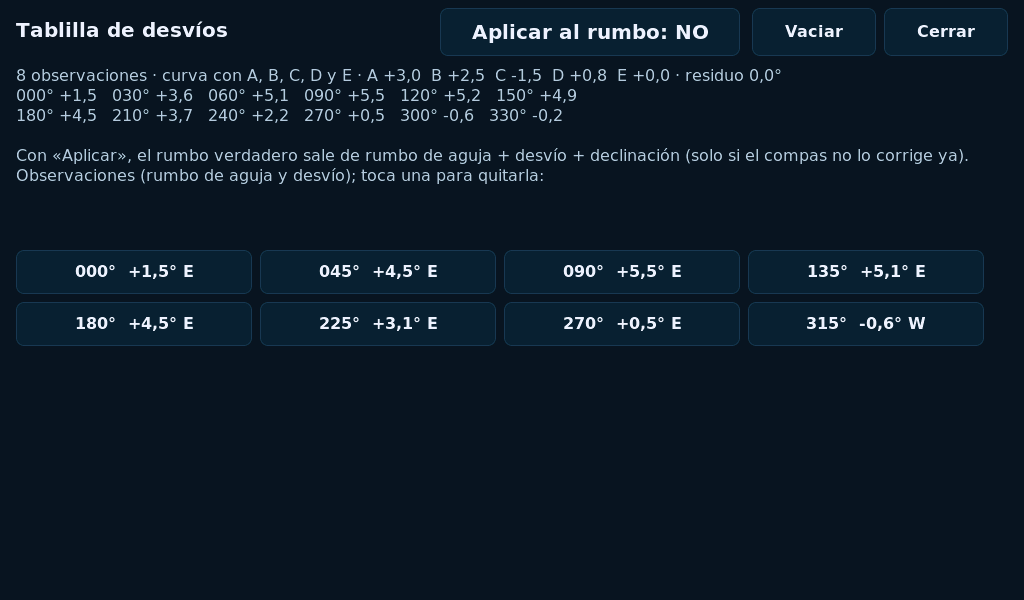 Tablilla de desvíos
Aplicar al rumbo: NO
Vaciar
Cerrar
8 observaciones · curva con A, B, C, D y E · A +3,0  B +2,5  C -1,5  D +0,8  E +0,0 · residuo 0,0°
000° +1,5   030° +3,6   060° +5,1   090° +5,5   120° +5,2   150° +4,9
180° +4,5   210° +3,7   240° +2,2   270° +0,5   300° -0,6   330° -0,2
Con «Aplicar», el rumbo verdadero sale de rumbo de aguja + desvío + declinación (solo si el compas no lo corrige ya).
Observaciones (rumbo de aguja y desvío); toca una para quitarla:
000°  +1,5° E
045°  +4,5° E
090°  +5,5° E
135°  +5,1° E
180°  +4,5° E
225°  +3,1° E
270°  +0,5° E
315°  -0,6° W